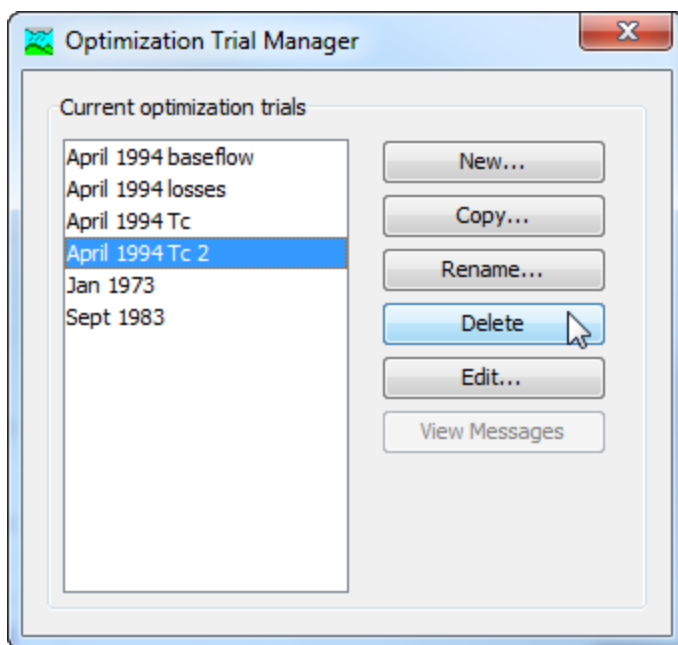 Optimization Trial Manager
Current optimization trials
April 1994 baseflow
April 1994 losses
April 1994 Tc
April 1994 Tc 2
Jan 1973
Sept 1983
New...
Copy...
Rename...
Delete
Edit...
View Messages